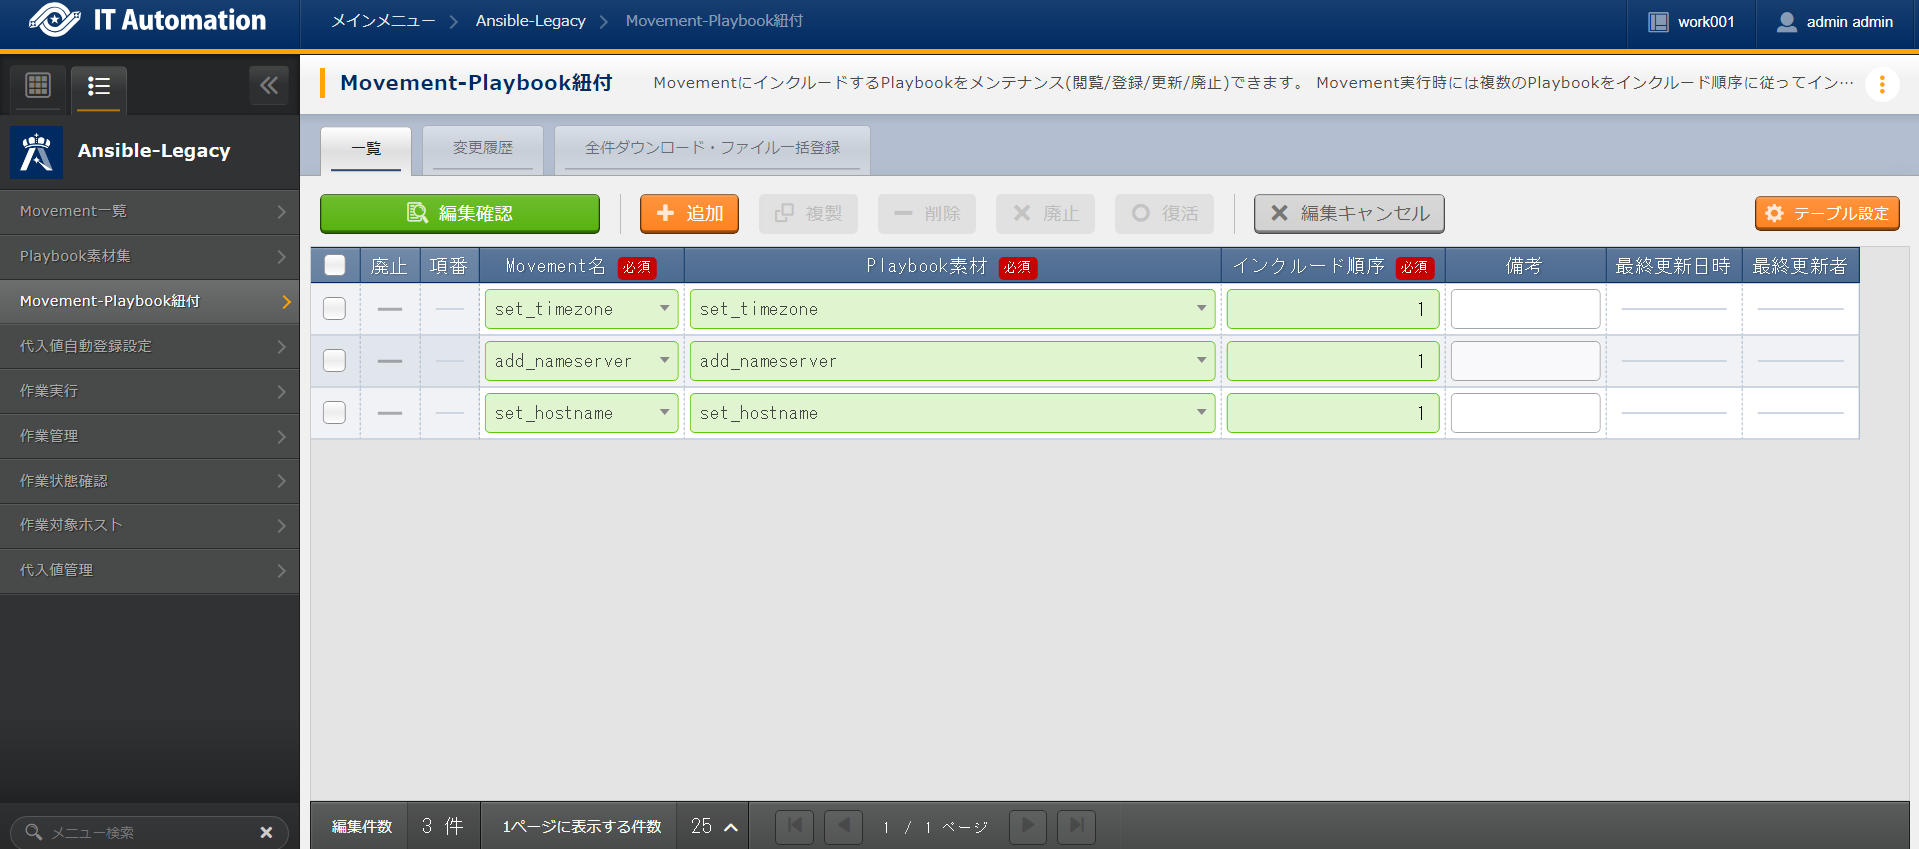 IT Automation
メインメニュー
Ansible-Legacy
Movement-Playbook紐付
work001
admin admin
Ansible-Legacy
Movement一覧
Playbook素材集
Movement-Playbook紐付
代入値自動登録設定
作業実行
作業管理
作業状態確認
作業対象ホスト
代入値管理
メニュー検索
Movement-Playbook紐付
MovementにインクルードするPlaybookをメンテナンス(閲覧/登録/更新/廃止)できます。 Movement実行時には複数のPlaybookをインクルード順序に従ってイン…
一覧
変更履歴
全件ダウンロード・ファイル一括登録
編集確認
追加
複製
削除
廃止
復活
編集キャンセル
テーブル設定
廃止 項番 Movement名 必須 Playbook素材 必須 インクルード順序 必須 備考 最終更新日時 最終更新者
set_timezone set_timezone 1
add_nameserver add_nameserver 1
set_hostname set_hostname 1
編集件数 3 件 1ページに表示する件数 25 1 / 1 ページ